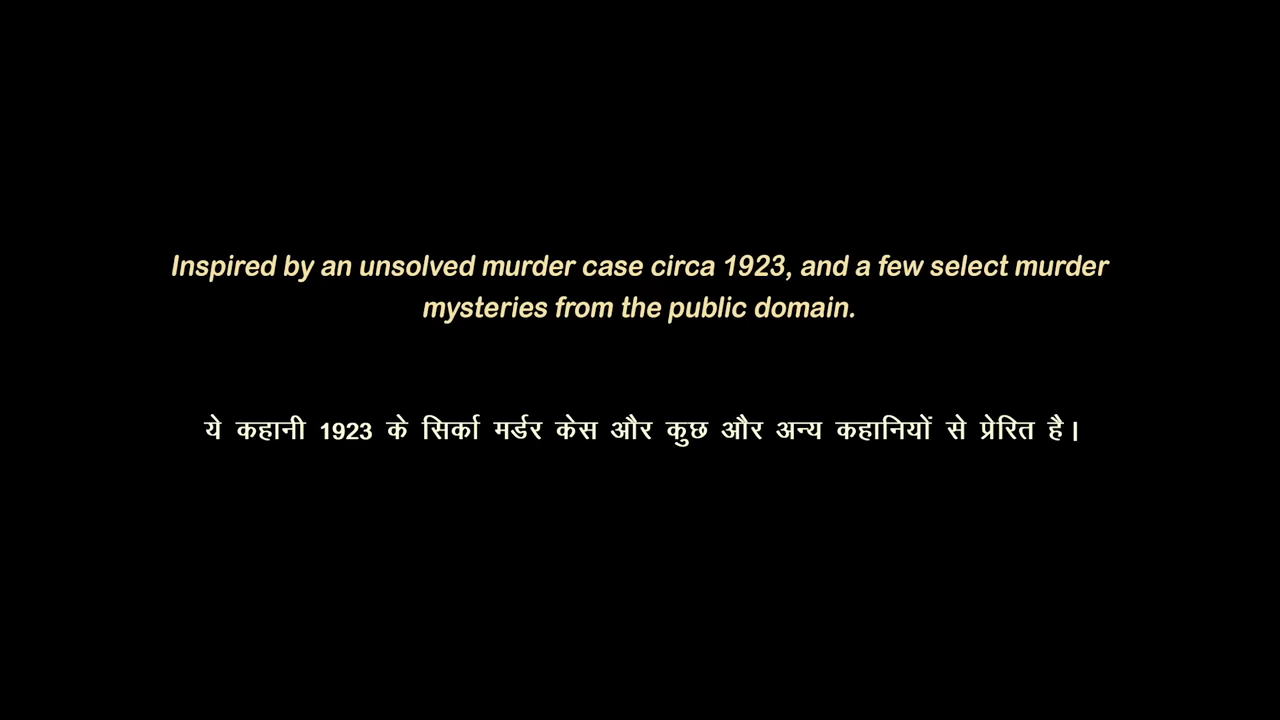 Inspired by an unsolved murder case circa 1923, and a few select murder
mysteries from the public domain.
ये कहानी 1923 के सिर्का मर्डर केस और कुछ और अन्य कहानियों से प्रेरित है।